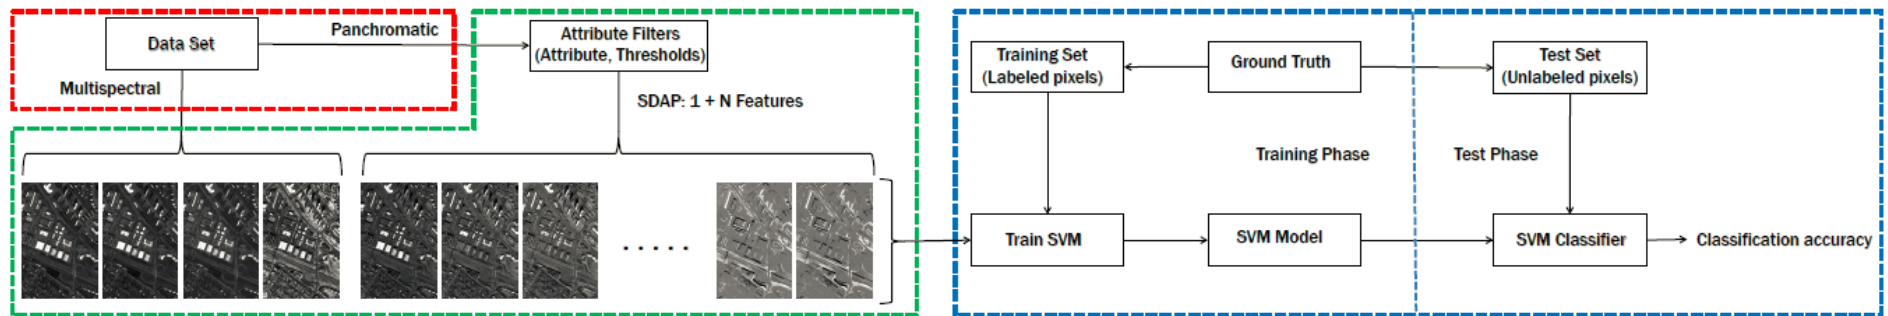 Data Set
Panchromatic
Multispectral
Attribute Filters
(Attribute, Thresholds)
SDAP: 1 + N Features
Training Set
(Labeled pixels)
Ground Truth
Test Set
(Unlabeled pixels)
Training Phase
Test Phase
Train SVM
SVM Model
SVM Classifier
Classification accuracy